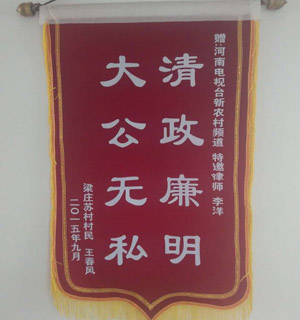 赠:河南电视台新农村频道 特邀律师 李洋
清政廉明
大公无私
梁庄苏村村民 王春风
二〇一五年九月